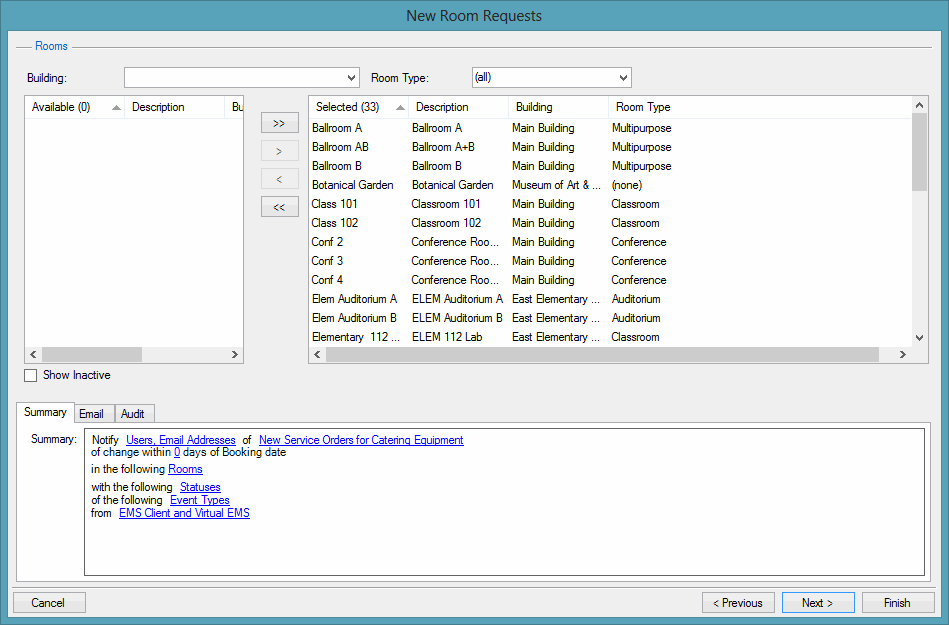 New Room Requests
Rooms
Building: Room Type: (all)
Available (0) Description Bu
>>
>
<
<<
Selected (33) Description Building Room Type
Ballroom A Ballroom A Main Building Multipurpose
Ballroom AB Ballroom A+B Main Building Multipurpose
Ballroom B Ballroom B Main Building Multipurpose
Botanical Garden Botanical Garden Museum of Art & ... (none)
Class 101 Classroom 101 Main Building Classroom
Class 102 Classroom 102 Main Building Classroom
Conf 2 Conference Roo... Main Building Conference
Conf 3 Conference Roo... Main Building Conference
Conf 4 Conference Roo... Main Building Conference
Elem Auditorium A ELEM Auditorium A East Elementary ... Auditorium
Elem Auditorium B ELEM Auditorium B East Elementary ... Auditorium
Elementary 112 ... ELEM 112 Lab East Elementary ... Classroom
Show Inactive
Summary Email Audit
Summary: Notify Users, Email Addresses of New Service Orders for Catering Equipment
of change within 0 days of Booking date
in the following Rooms
with the following Statuses
of the following Event Types
from EMS Client and Virtual EMS
Cancel < Previous Next > Finish